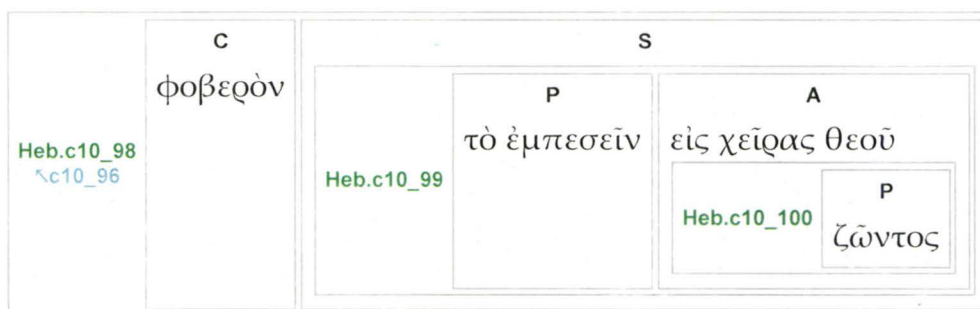 C
S
φοβερὸν
P
A
τὸ ἐμπεσεῖν
εἰς χεῖρας θεοῦ
Heb.c10_98
↖c10_96
Heb.c10_99
P
Heb.c10_100
ζῶντος